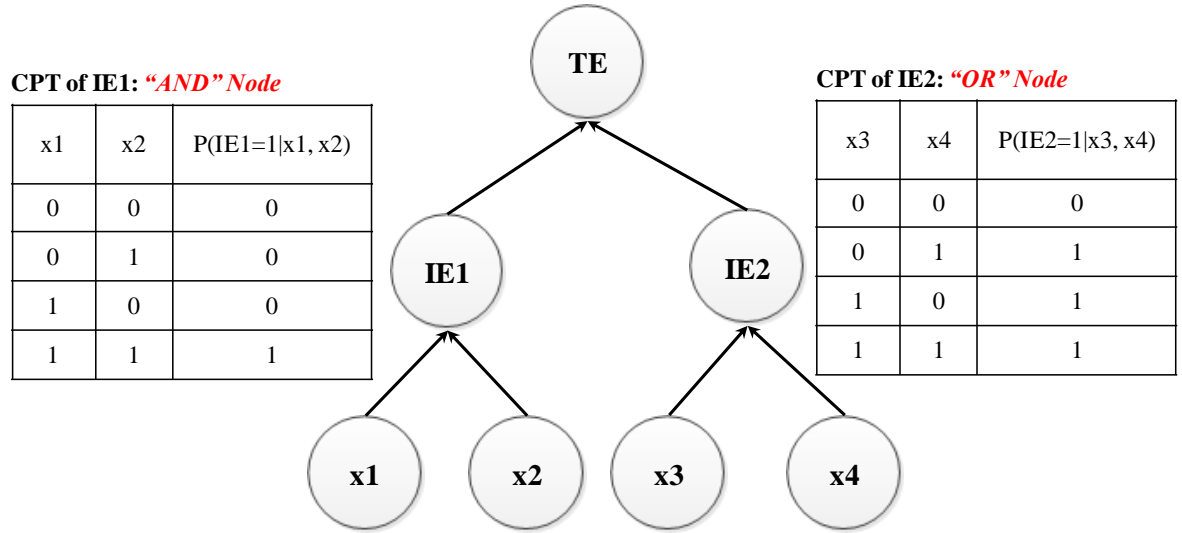 TE
CPT of IE1: “AND” Node
x1 x2 P(IE1=1|x1, x2)
0 0 0
0 1 0
1 0 0
1 1 1
CPT of IE2: “OR” Node
x3 x4 P(IE2=1|x3, x4)
0 0 0
0 1 1
1 0 1
1 1 1
IE1 IE2
x1 x2 x3 x4